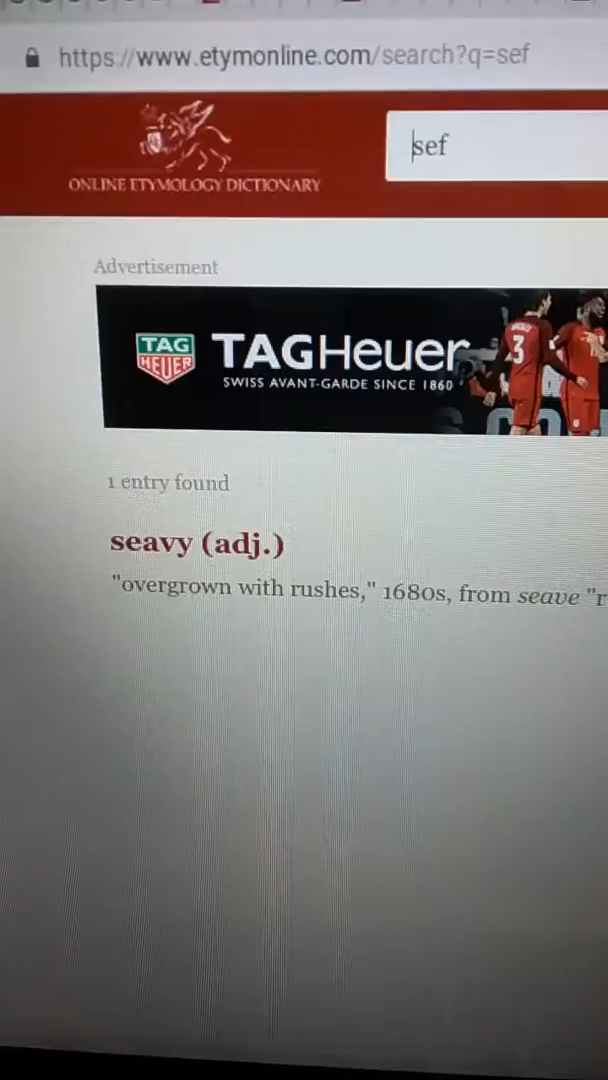 https://www.etymonline.com/search?q=sef
ONLINE ETYMOLOGY DICTIONARY
sef
Advertisement
TAG
HEUER
TAGHeuer
SWISS AVANT-GARDE SINCE 1860
3
1 entry found
seavy (adj.)
"overgrown with rushes," 1680s, from seave "r